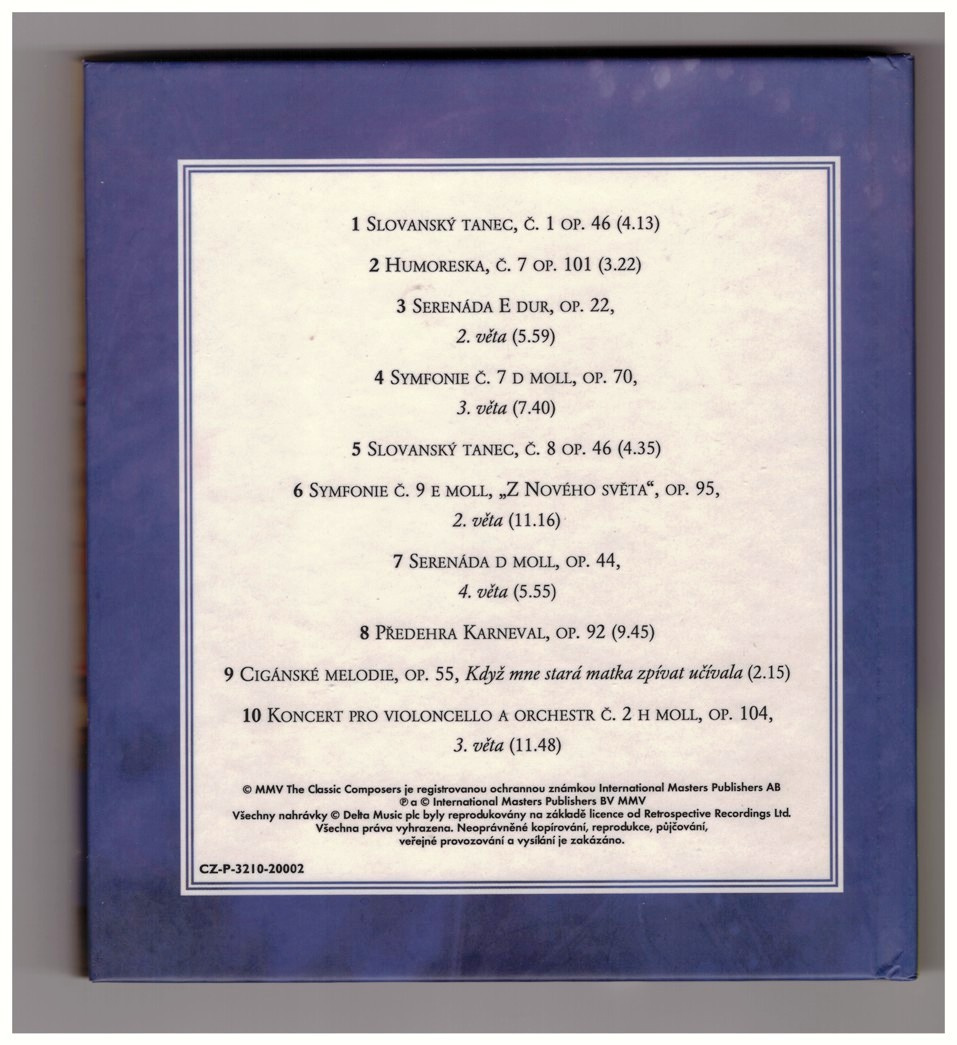 1 Slovanský tanec, č. 1 op. 46 (4.13)
2 Humoreska, č. 7 op. 101 (3.22)
3 Serenáda E dur, op. 22,
2. věta (5.59)
4 Symfonie č. 7 d moll, op. 70,
3. věta (7.40)
5 Slovanský tanec, č. 8 op. 46 (4.35)
6 Symfonie č. 9 e moll, „Z Nového světa“, op. 95,
2. věta (11.16)
7 Serenáda d moll, op. 44,
4. věta (5.55)
8 Předehra Karneval, op. 92 (9.45)
9 Cigánské melodie, op. 55, Když mne stará matka zpívat učívala (2.15)
10 Koncert pro violoncello a orchestr č. 2 h moll, op. 104,
3. věta (11.48)
© MMV The Classic Composers je registrovanou ochrannou známkou International Masters Publishers AB
℗ a © International Masters Publishers BV MMV
Všechny nahrávky © Delta Music plc byly reprodukovány na základě licence od Retrospective Recordings Ltd.
Všechna práva vyhrazena. Neoprávněné kopírování, reprodukce, půjčování,
veřejné provozování a vysílání je zakázáno.
CZ-P-3210-20002